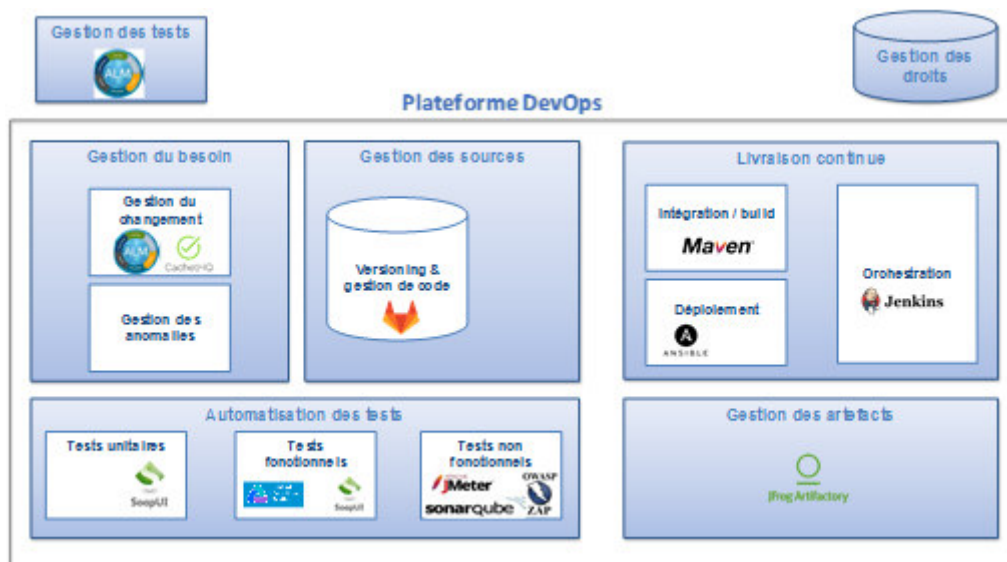 Gestion des tests
ALM
Gestion des
droits
Plateforme DevOps
Gestion du besoin
Gestion du
changement
ALM
CachetHQ
Gestion des
anomalies
Gestion des sources
Versioning &
gestion de code
Livraison continue
Intégration / build
Maven
Déploiement
A
ANSIBLE
Orchestration
Jenkins
Automatisation des tests
Tests unitaires
SoapUI
Tests
fonctionnels
SoapUI
Tests non
fonctionnels
JMeter
OWASP
ZAP
sonarqube
Gestion des artefacts
JFrog Artifactory